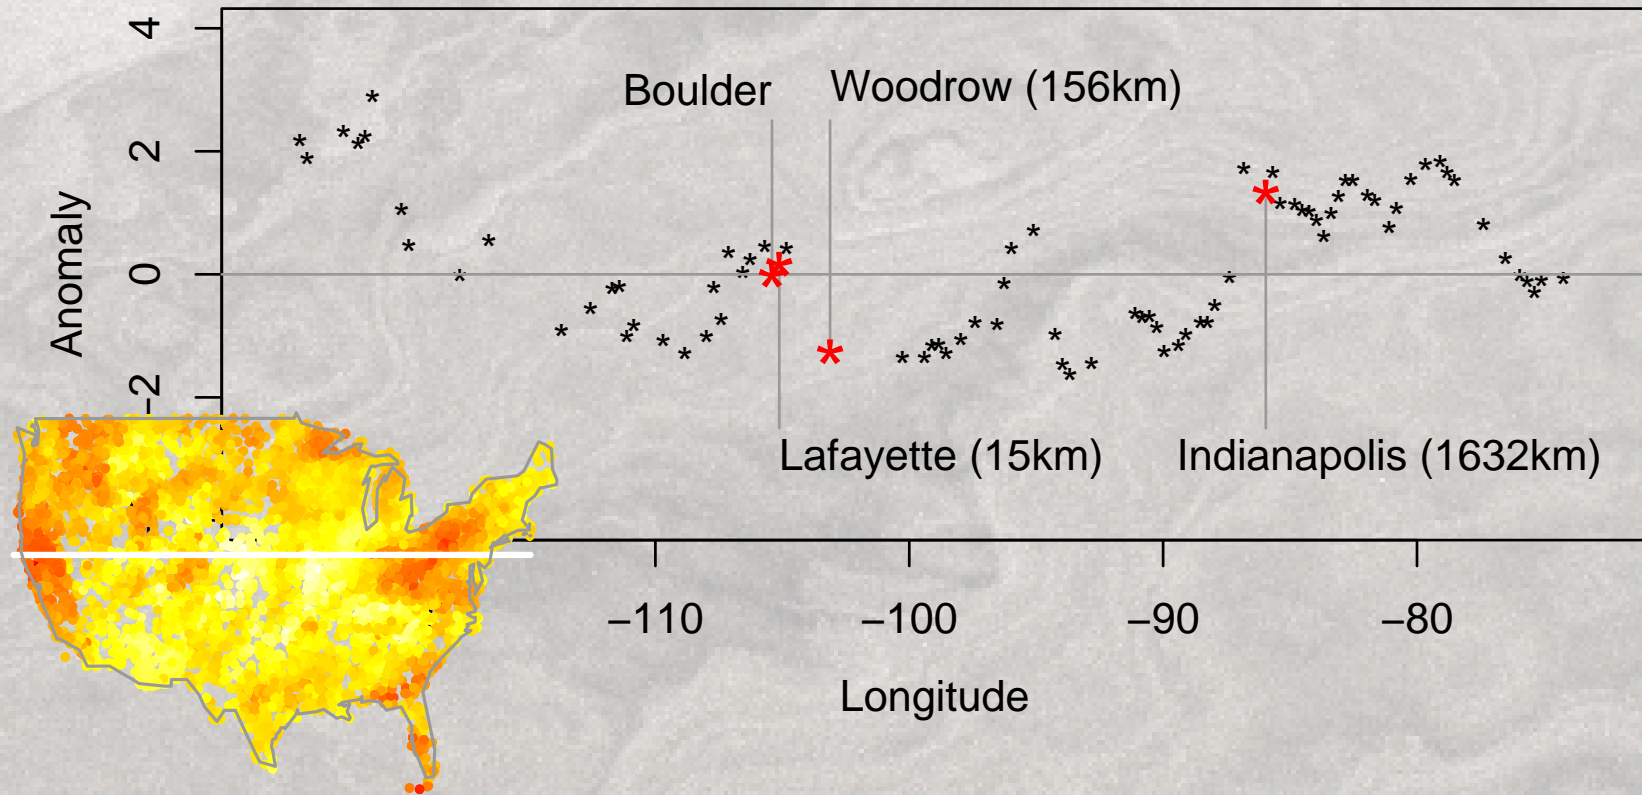 4
2
0
−2
Anomaly
Boulder
Woodrow (156km)
Lafayette (15km)
Indianapolis (1632km)
−110
−100
−90
−80
Longitude